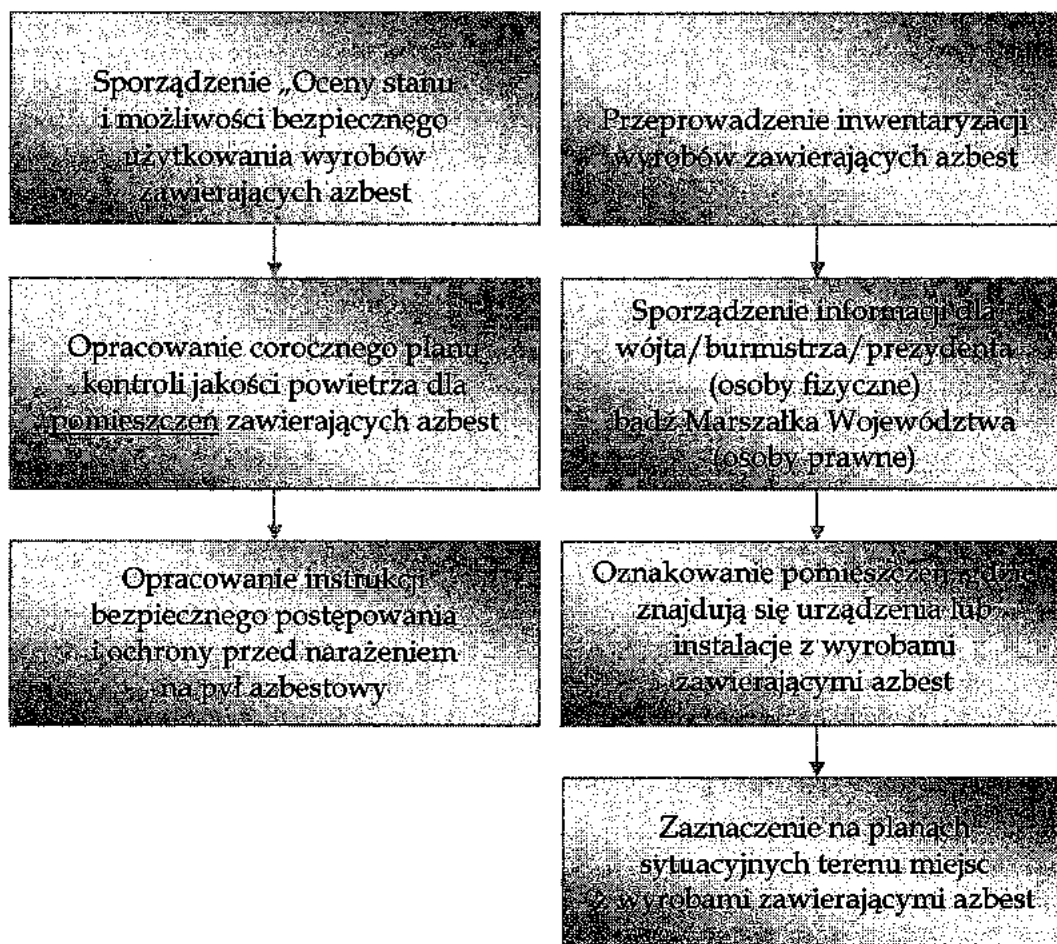 Sporządzenie „Oceny stanu
i możliwości bezpiecznego
użytkowania wyrobów
zawierających azbest
Opracowanie corocznego planu
kontroli jakości powietrza dla
pomieszczeń zawierających azbest
Opracowanie instrukcji
bezpiecznego postępowania
i ochrony przed narażeniem
na pył azbestowy
Przeprowadzenie inwentaryzacji
wyrobów zawierających azbest
Sporządzenie informacji dla
wójta/burmistrza/prezydenta
(osoby fizyczne)
bądź Marszałka Województwa
(osoby prawne)
Oznakowanie pomieszczeń gdzie
znajdują się urządzenia lub
instalacje z wyrobami
zawierającymi azbest
Zaznaczenie na planach
sytuacyjnych terenu miejsc
z wyrobami zawierającymi azbest